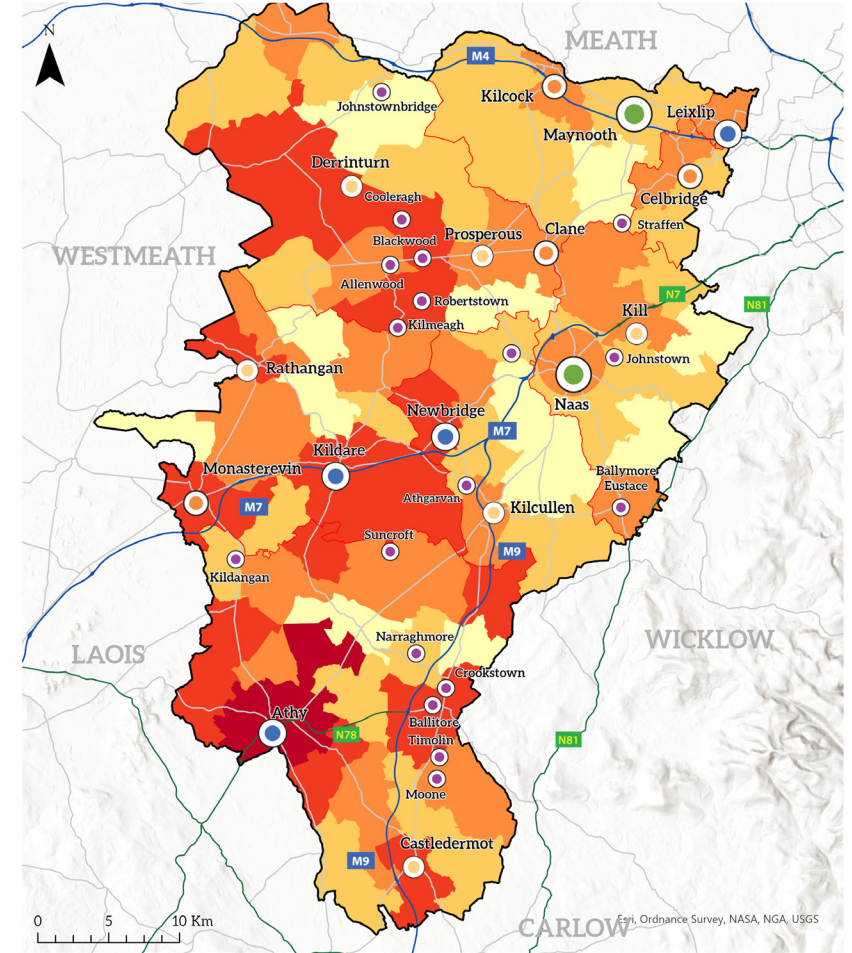 N
MEATH
M4
Kilcock
Leixlip
Johnstownbridge
Maynooth
Derrinturn
Celbridge
Cooleragh
Straffen
Clane
Prosperous
Blackwood
WESTMEATH
Allenwood
N7
N81
Robertstown
Kill
Kilmeagh
Johnstown
Rathangan
Naas
Newbridge
M7
Kildare
Monasterevin
Ballymore
Eustace
Athgarvan
M7
Kilcullen
Suncroft
M9
Kildangan
Narraghmore
WICKLOW
LAOIS
Crookstown
Athy
Ballitore
N78
Timolin
N81
Moone
Castledermot
M9
0 5 10 Km
Esri, Ordnance Survey, NASA, NGA, USGS
CARLOW